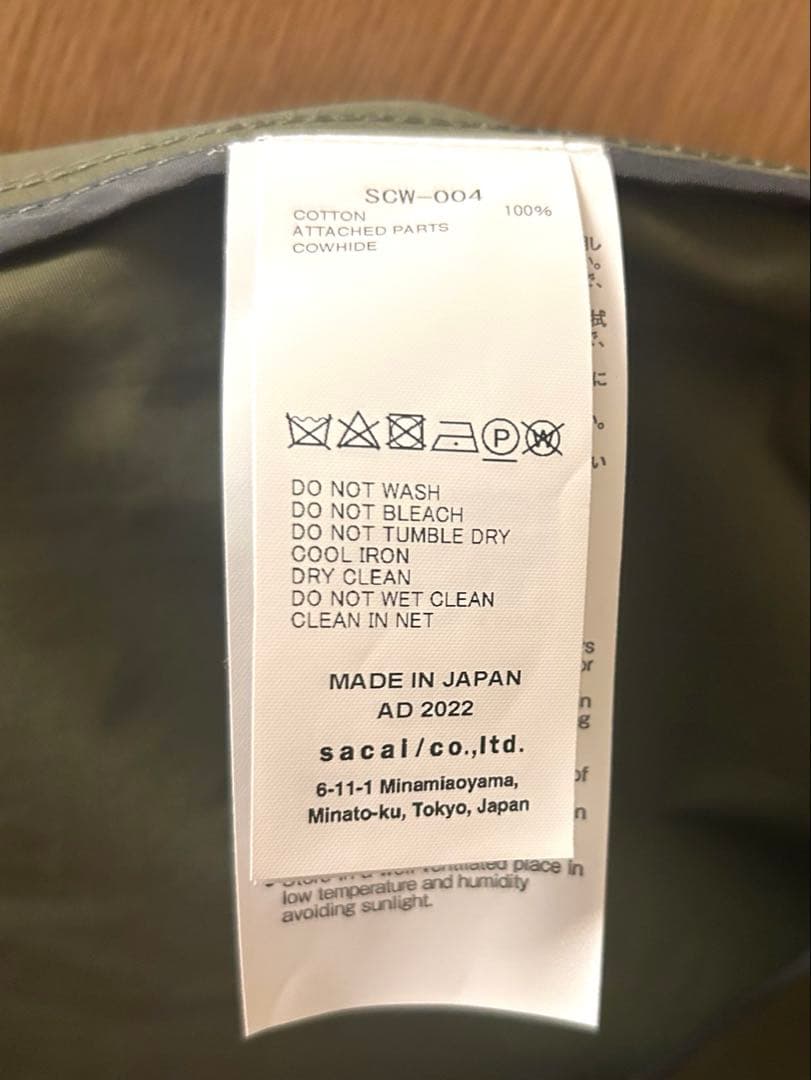 SCW-004
COTTON 100%
ATTACHED PARTS
COWHIDE
P W
DO NOT WASH
DO NOT BLEACH
DO NOT TUMBLE DRY
COOL IRON
DRY CLEAN
DO NOT WET CLEAN
CLEAN IN NET
MADE IN JAPAN
AD 2022
sacai/co.,ltd.
6-11-1 Minamiaoyama,
Minato-ku, Tokyo, Japan
place in
low temperature and humidity
avoiding sunlight.